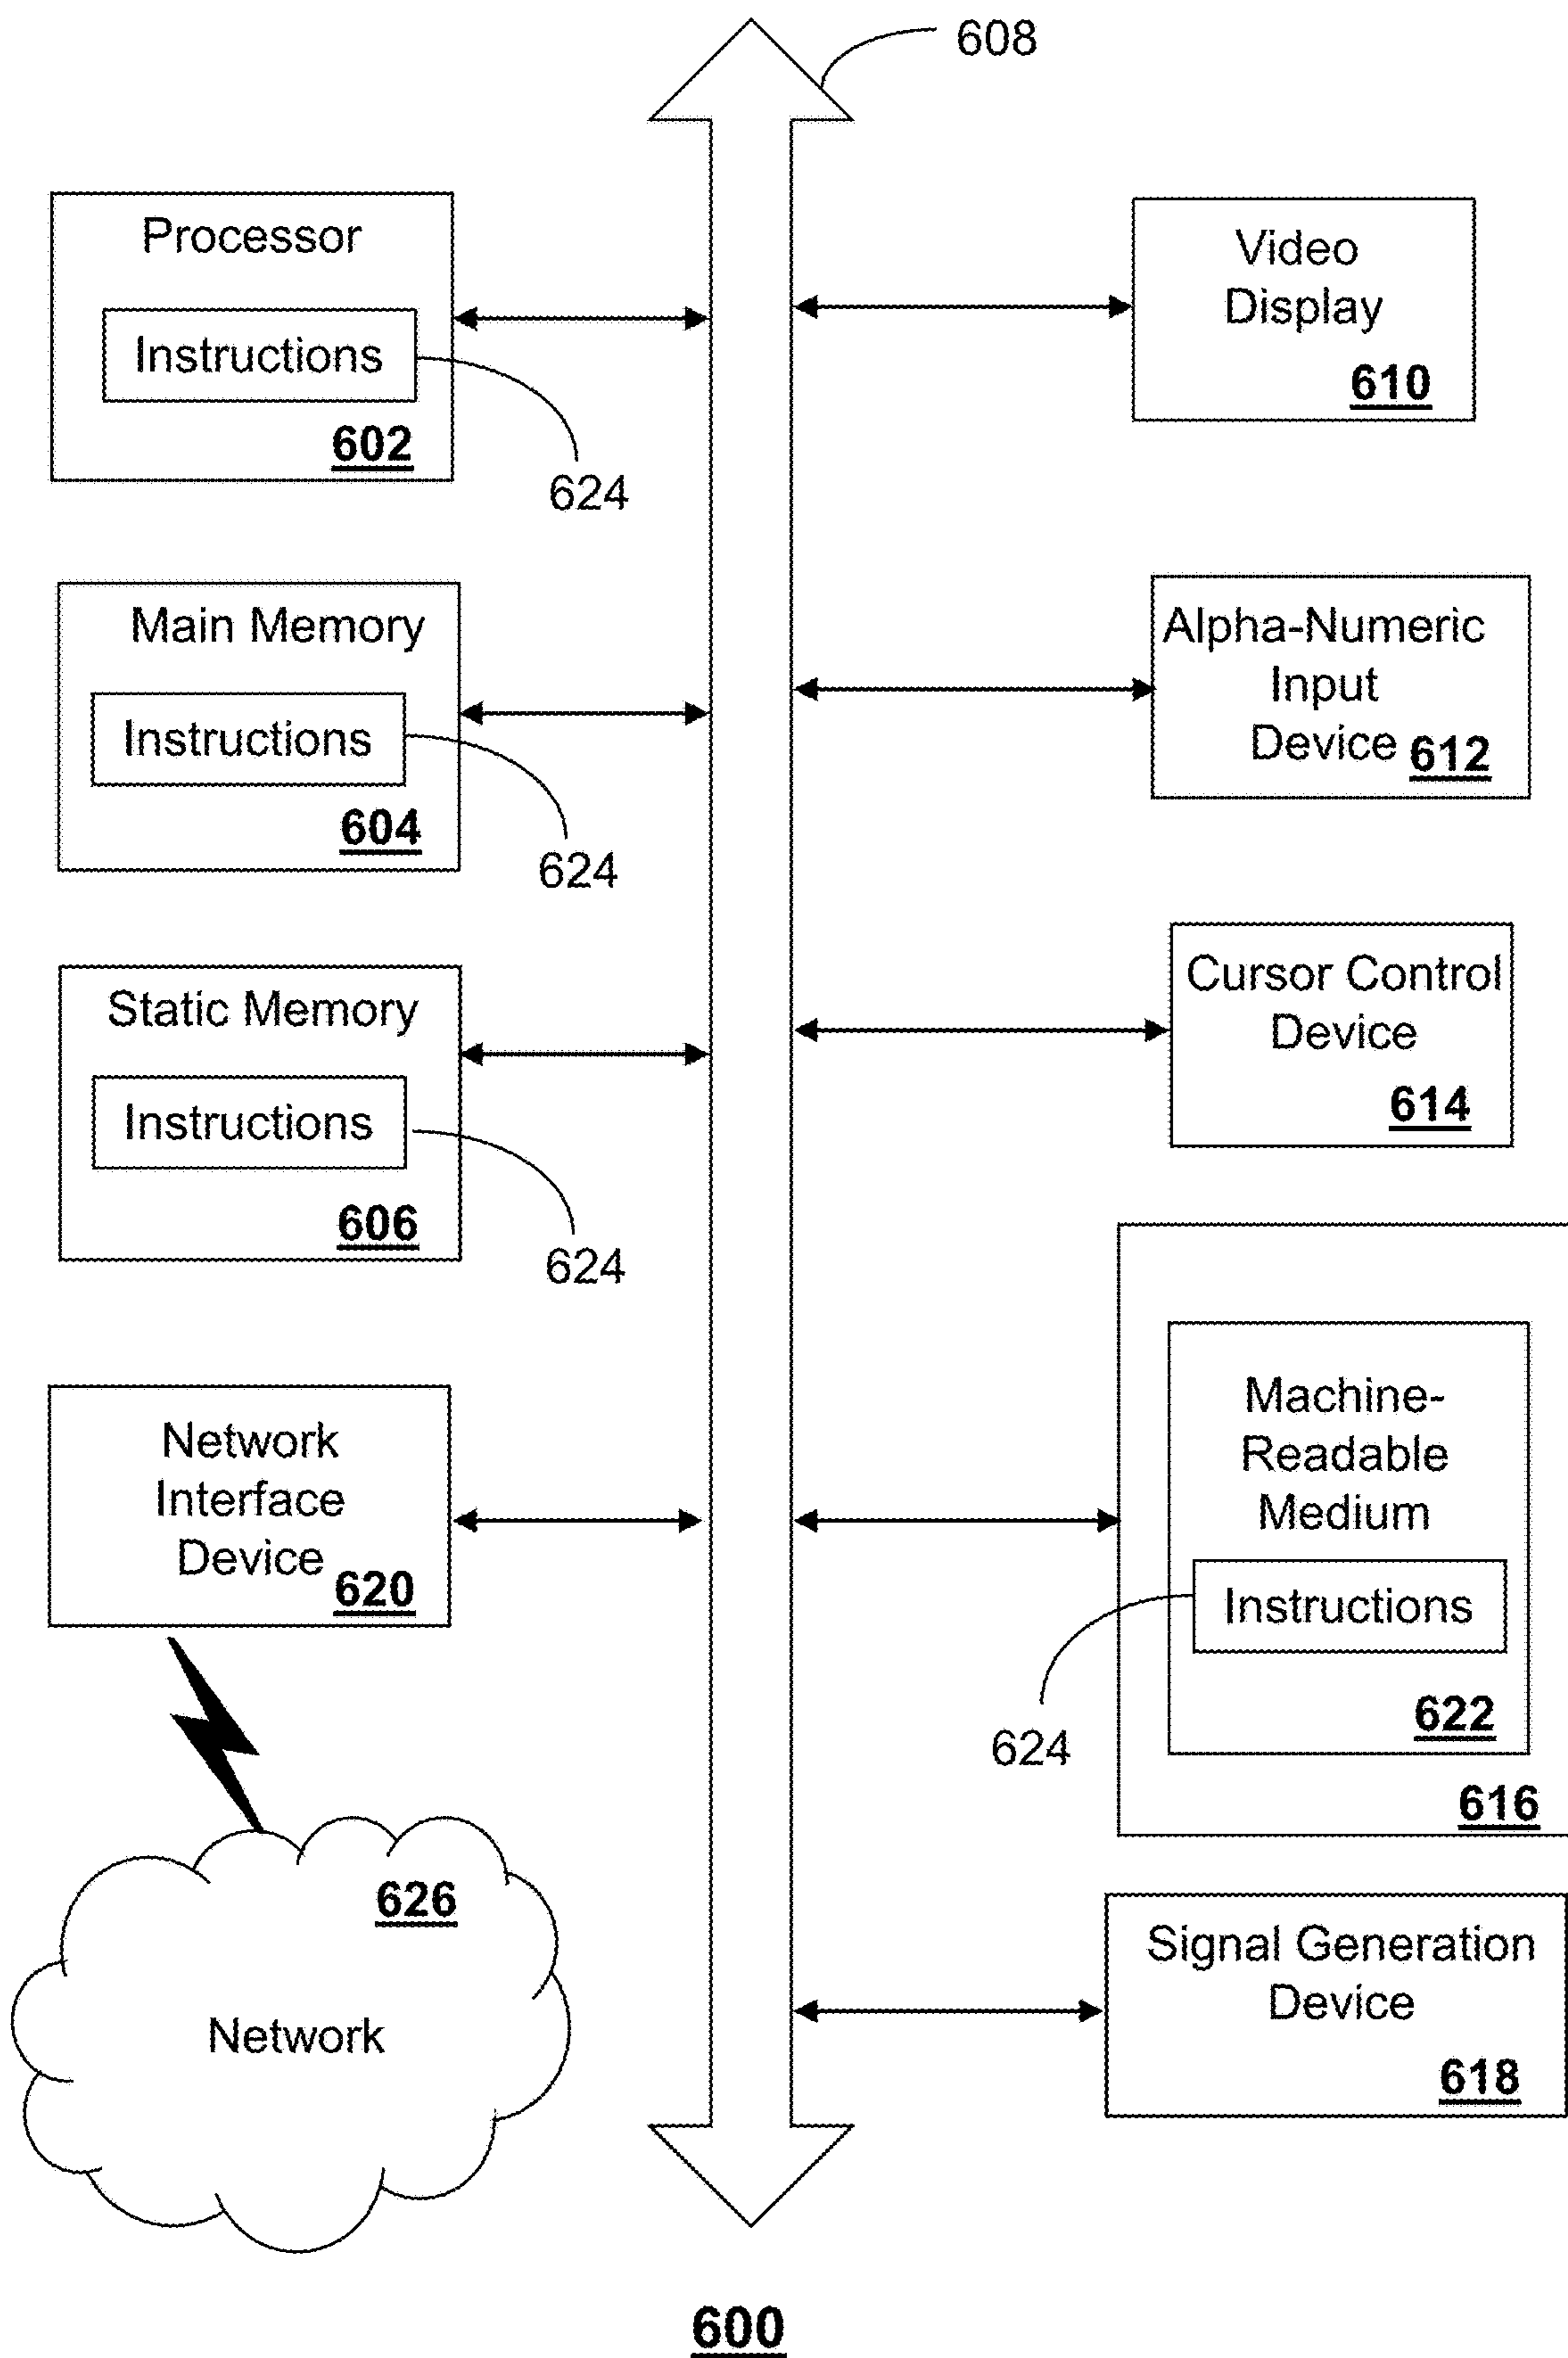 608
Processor
Instructions
602
624
Main Memory
Instructions
604
624
Static Memory
Instructions
606
624
Network
Interface
Device
620
626
Network
Video
Display
610
Alpha-Numeric
Input
Device 612
Cursor Control
Device
614
Machine-
Readable
Medium
Instructions
622
624
616
Signal Generation
Device
618
600